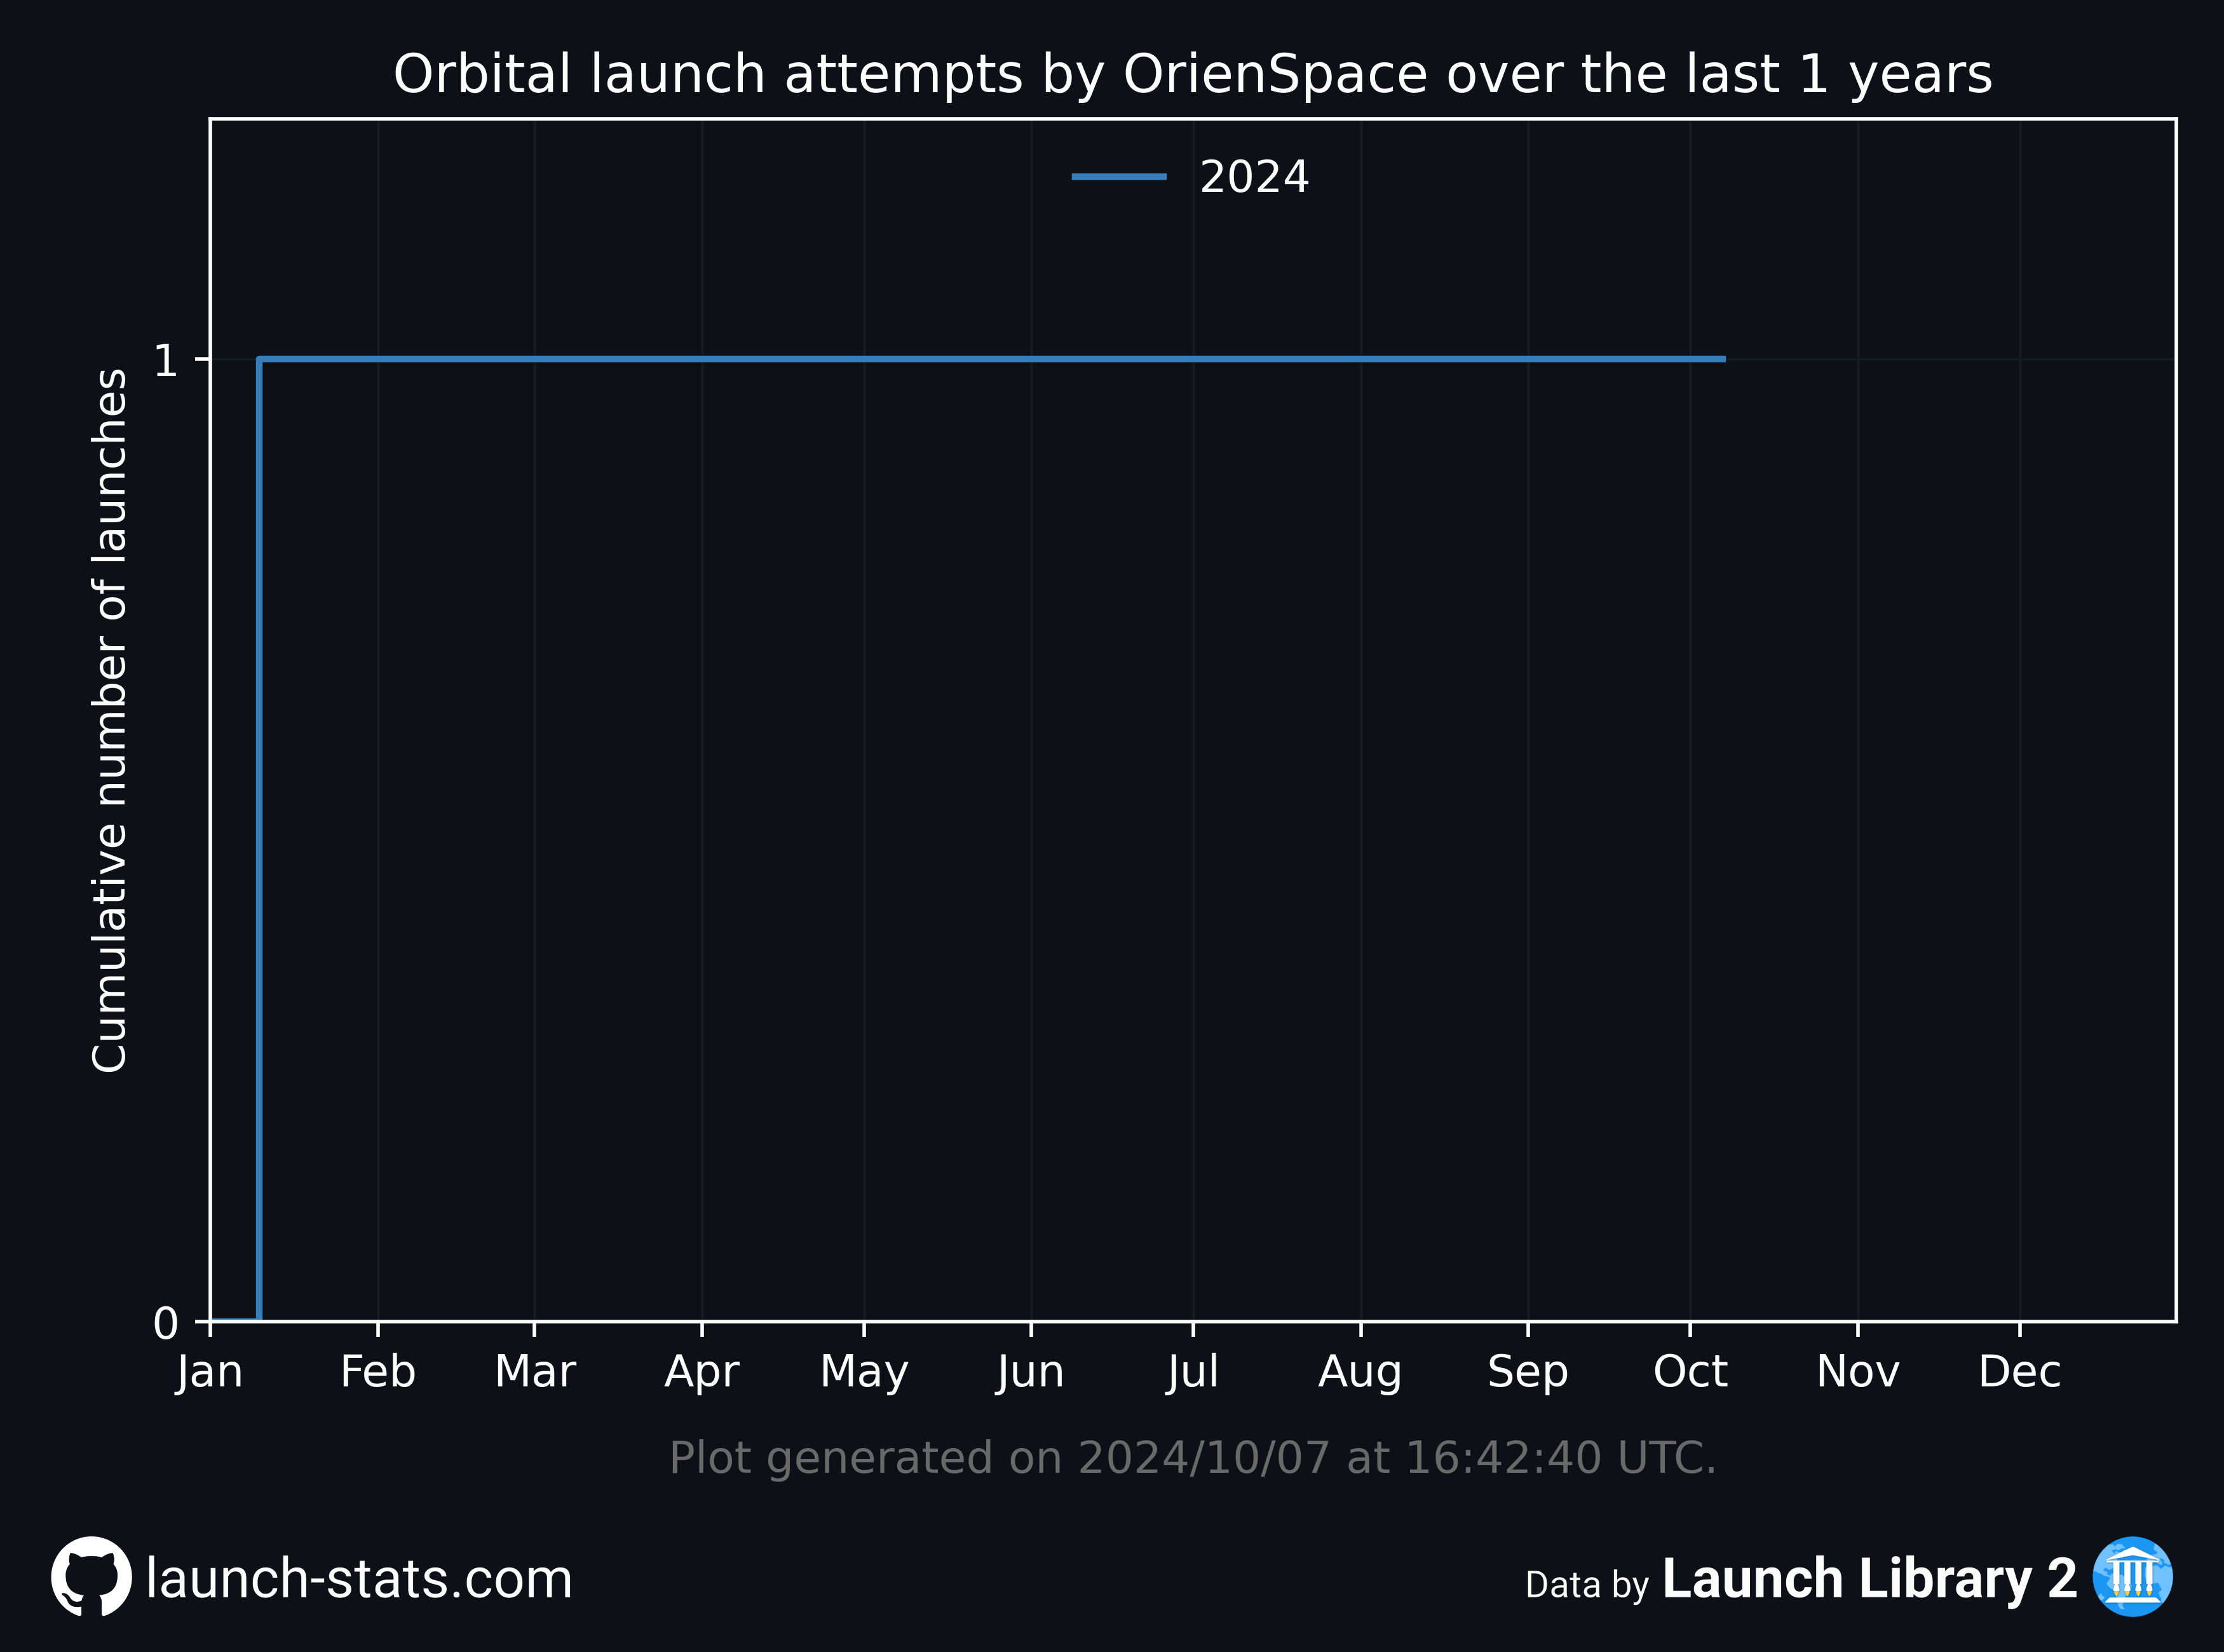 Orbital launch attempts by OrienSpace over the last 1 years
2024
Cumulative number of launches
1
0
Jan Feb Mar Apr May Jun Jul Aug Sep Oct Nov Dec
Plot generated on 2024/10/07 at 16:42:40 UTC.
launch-stats.com
Data by Launch Library 2